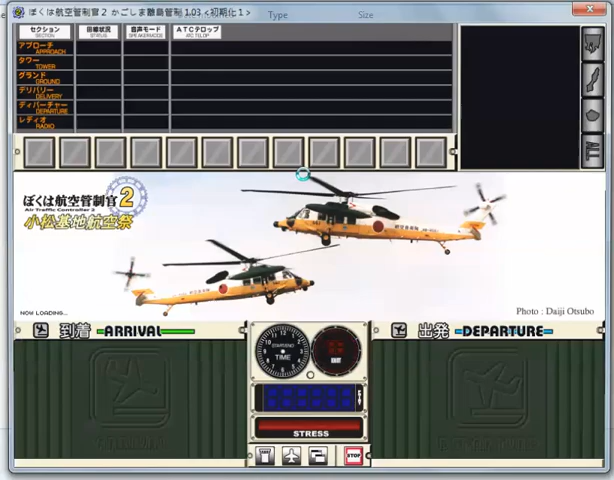 Type
Size
ぼくは航空管制官2 かごしま離島管制 1.03 <初期化1>
セクション
SECTION
回線状況
STATUS
音声モード
SPEAKER/MODE
ATCテロップ
ATC TELOP
アプローチ
APPROACH
タワー
TOWER
グランド
GROUND
デリバリー
DELIVERY
ディパーチャー
DEPARTURE
レディオ
RADIO
ALL
ぼくは航空管制官2
Air Traffic Controller 2
小松基地航空祭
NOW LOADING...
Photo : Daiji Otsubo
到着 ARRIVAL
出発 DEPARTURE
TIME
STRESS
STOP